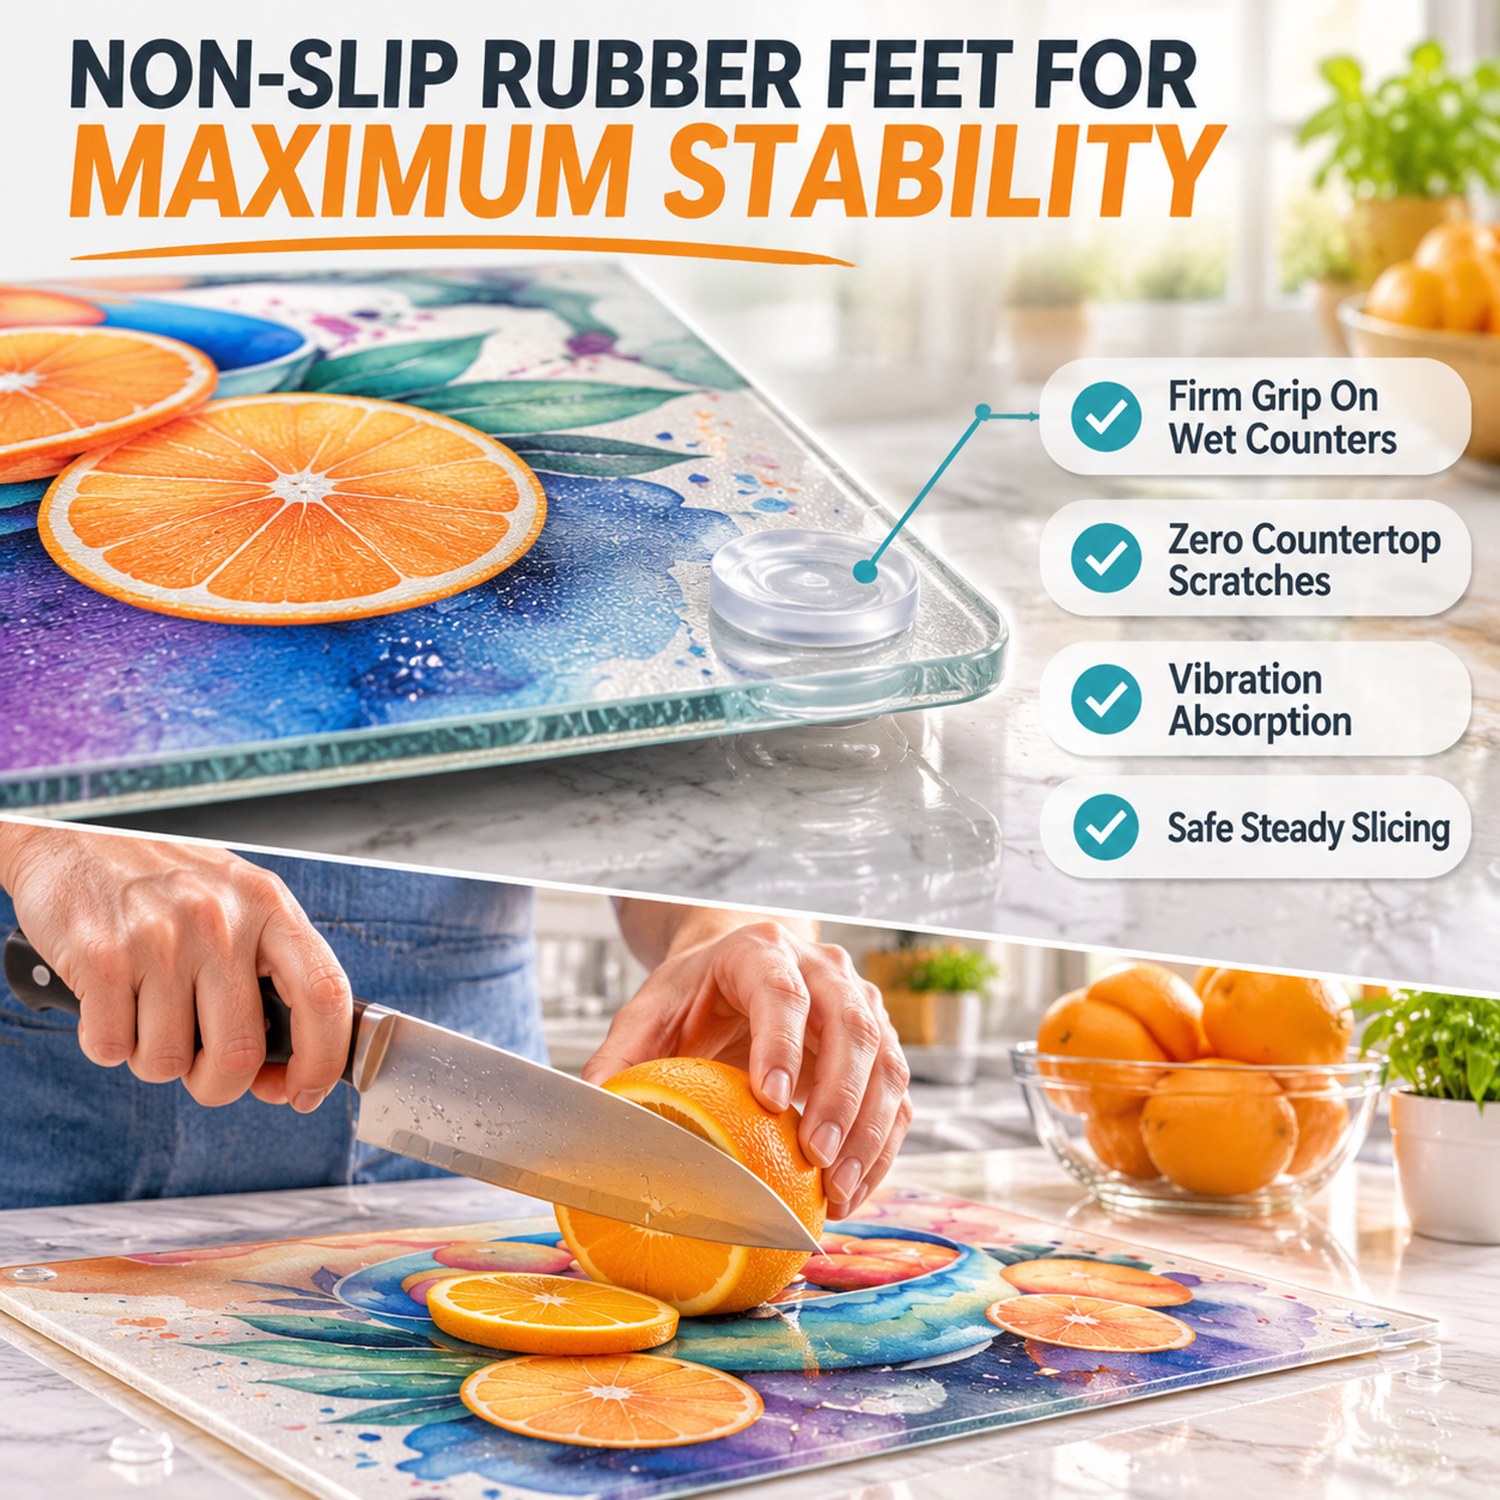 NON-SLIP RUBBER FEET FOR
MAXIMUM STABILITY
Firm Grip On
Wet Counters
Zero Countertop
Scratches
Vibration
Absorption
Safe Steady Slicing